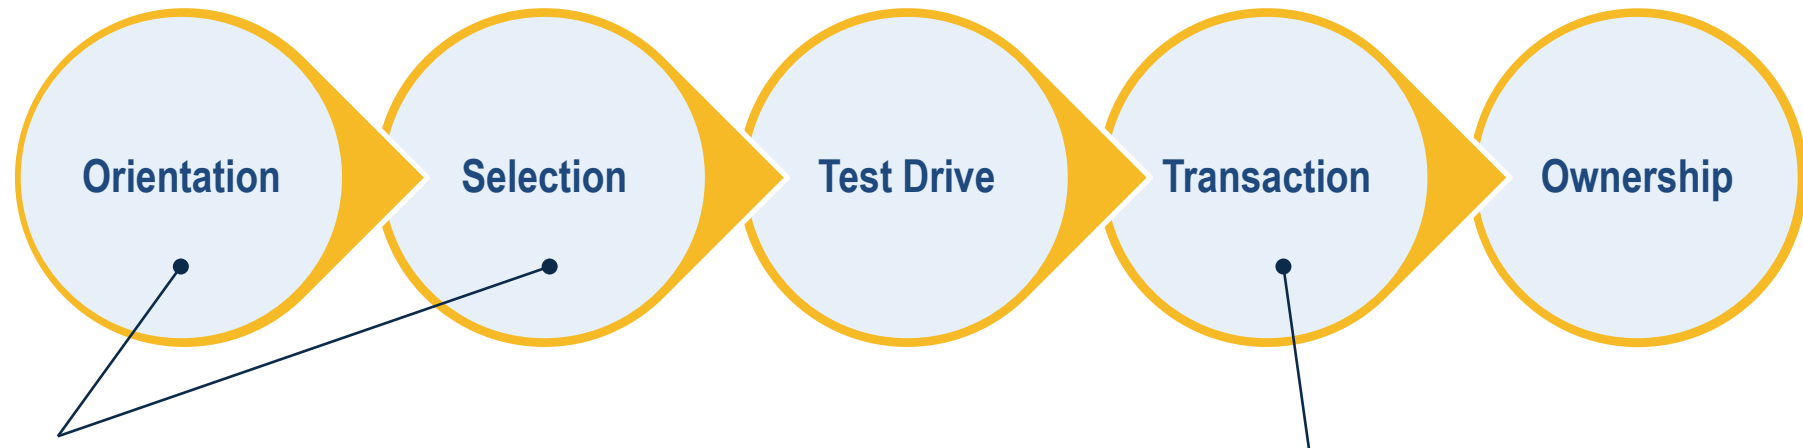 Orientation
Selection
Test Drive
Transaction
Ownership